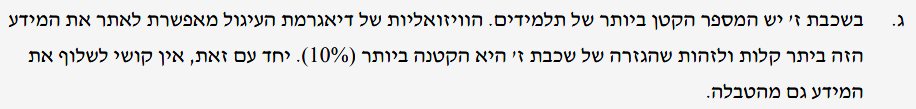 ג. בשכבת ז' יש המספר הקטן ביותר של תלמידים. הוויזואליות של דיאגרמת העיגול מאפשרת לאתר את המידע
הזה ביתר קלות ולזהות שהגזרה של שכבת ז' היא הקטנה ביותר (10%). יחד עם זאת, אין קושי לשלוף את
המידע גם מהטבלה.